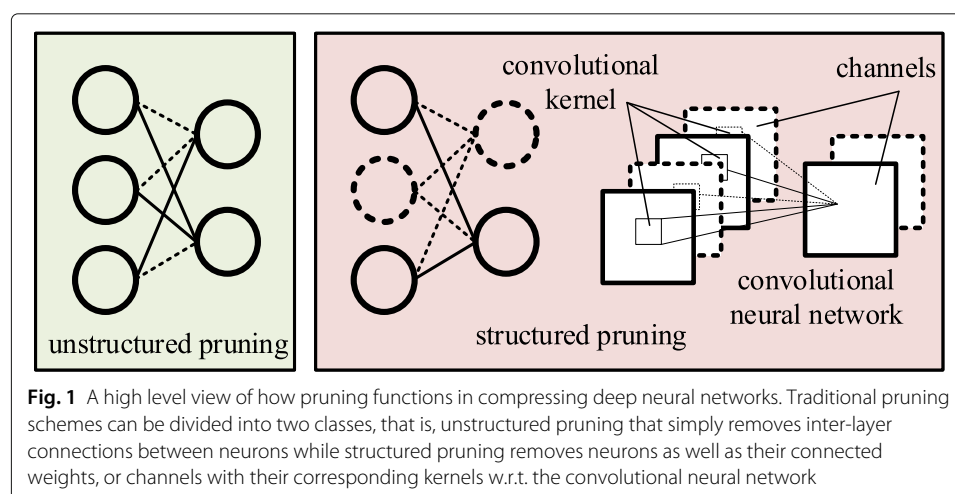 convolutional
kernel
channels
convolutional
neural network
unstructured pruning
structured pruning
Fig. 1 A high level view of how pruning functions in compressing deep neural networks. Traditional pruning
schemes can be divided into two classes, that is, unstructured pruning that simply removes inter-layer
connections between neurons while structured pruning removes neurons as well as their connected
weights, or channels with their corresponding kernels w.r.t. the convolutional neural network